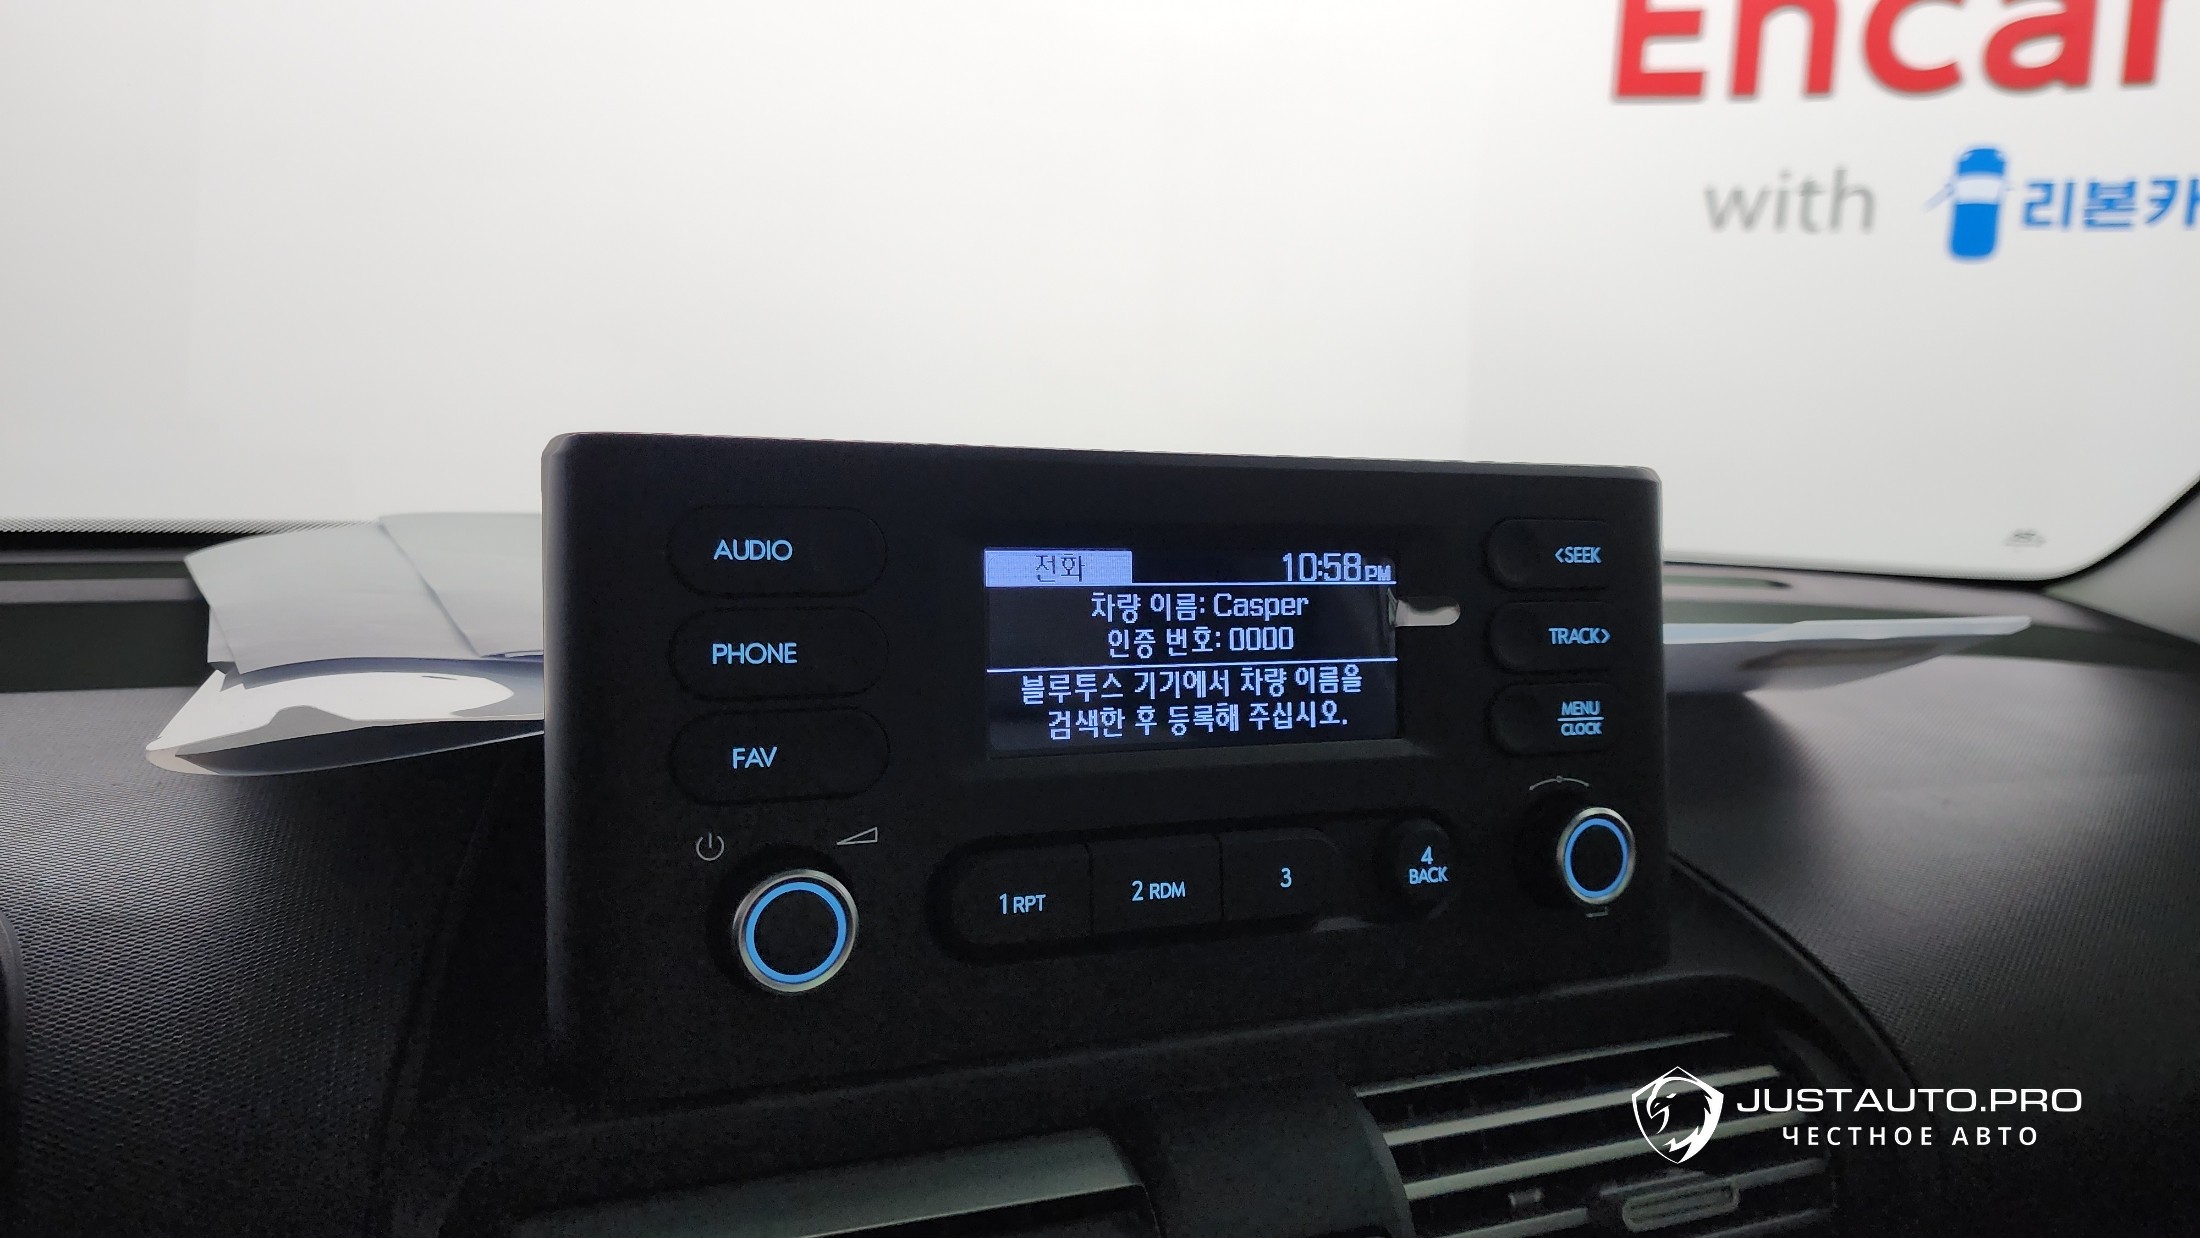 Encar
with 리본카
AUDIO
PHONE
FAV
전화 10:58PM
차량 이름: Casper
인증 번호: 0000
블루투스 기기에서 차량 이름을
검색한 후 등록해 주십시오.
<SEEK
TRACK>
MENU
CLOCK
1 RPT
2 RDM
3
4
BACK
JUSTAUTO.PRO
ЧЕСТНОЕ АВТО